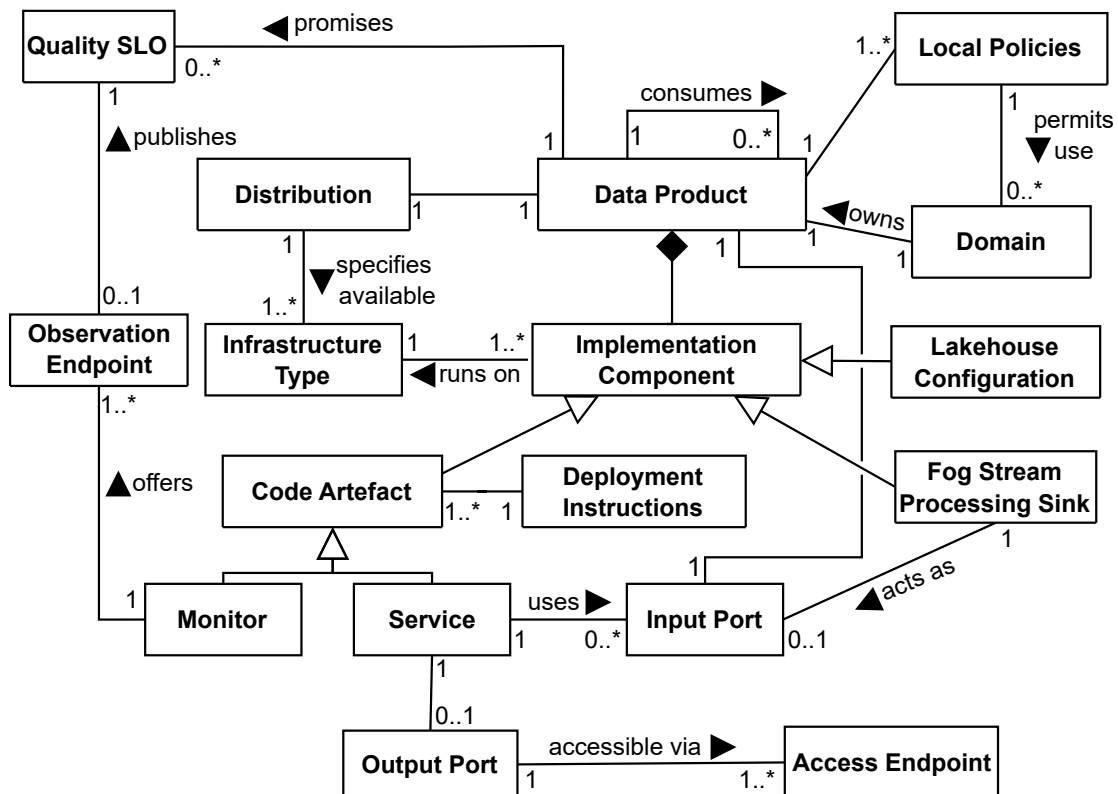 Quality SLO
promises
0..*
1
1..*
Local Policies
consumes
1
0..*
1
permits
use
publishes
1
1
Distribution
1
1
Data Product
0..*
owns
Domain
1
1
1
1
specifies
available
1..*
0..1
Observation
Endpoint
Infrastructure
Type
1
1..*
runs on
Implementation
Component
Lakehouse
Configuration
1..*
offers
Code Artefact
1..*
1
Deployment
Instructions
Fog Stream
Processing Sink
1
1
1
acts as
Monitor
Service
uses
1
0..*
Input Port
0..1
1
0..1
Output Port
accessible via
1
1..*
Access Endpoint